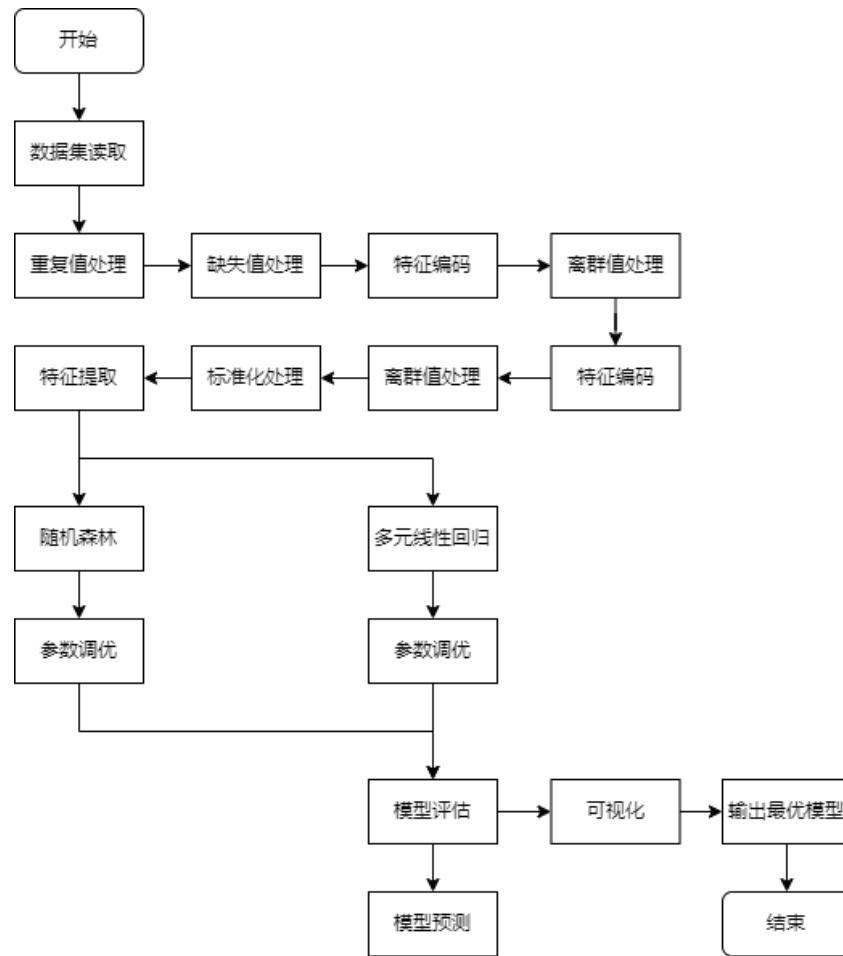 开始
数据集读取
重复值处理
缺失值处理
特征编码
离群值处理
特征提取
标准化处理
离群值处理
特征编码
随机森林
多元线性回归
参数调优
参数调优
模型评估
可视化
输出最优模型
模型预测
结束